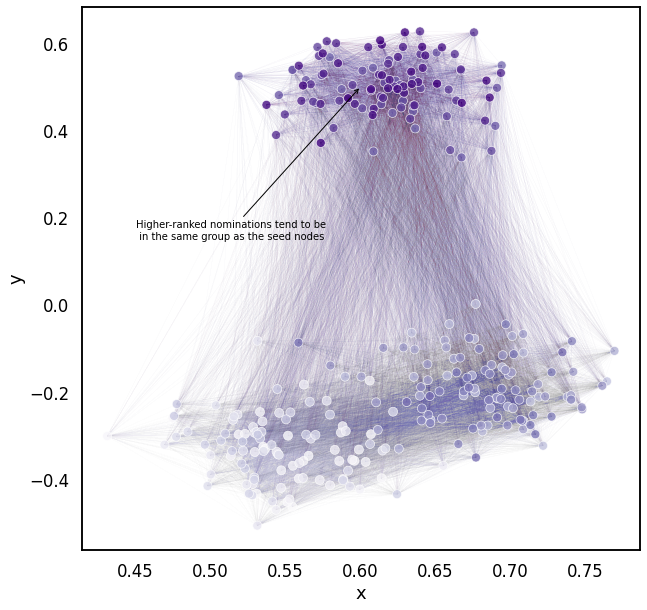 0.6
0.4
0.2
0.0
−0.2
−0.4
y
Higher-ranked nominations tend to be
in the same group as the seed nodes
0.45 0.50 0.55 0.60 0.65 0.70 0.75
x